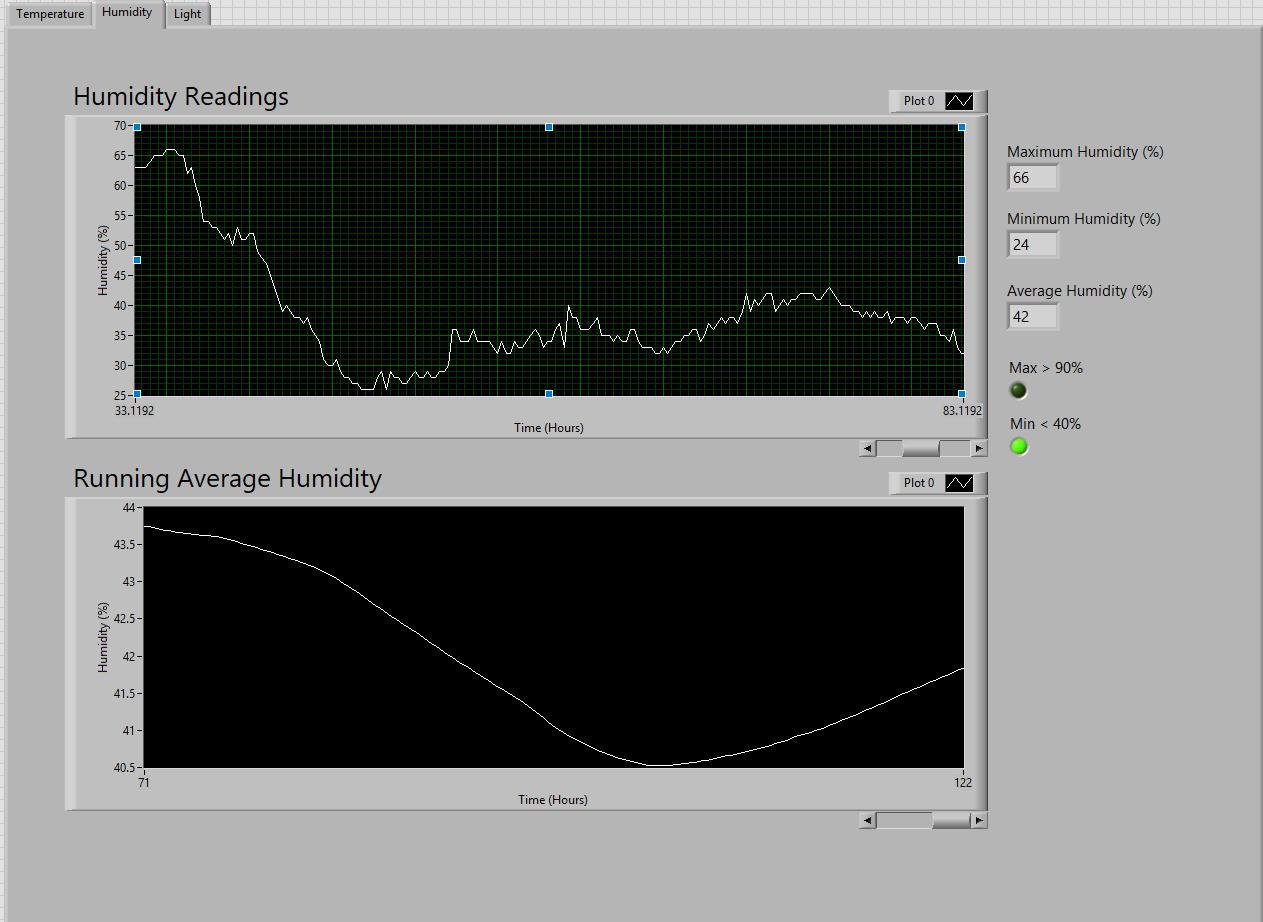 Temperature
Humidity
Light
Humidity Readings
Plot 0
70
65
60
55
50
45
40
35
30
25
Humidity (%)
33.1192
83.1192
Time (Hours)
Maximum Humidity (%)
66
Minimum Humidity (%)
24
Average Humidity (%)
42
Max > 90%
Min < 40%
Running Average Humidity
Plot 0
44
43.5
43
42.5
42
41.5
41
40.5
Humidity (%)
71
122
Time (Hours)